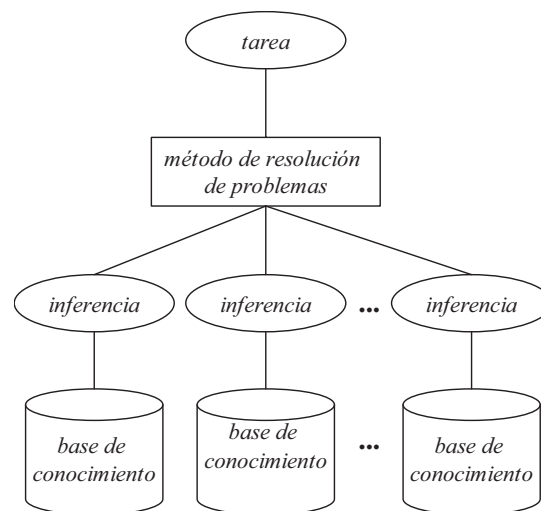 tarea
método de resolución
de problemas
inferencia
inferencia
...
inferencia
base de
conocimiento
base de
conocimiento
...
base de
conocimiento